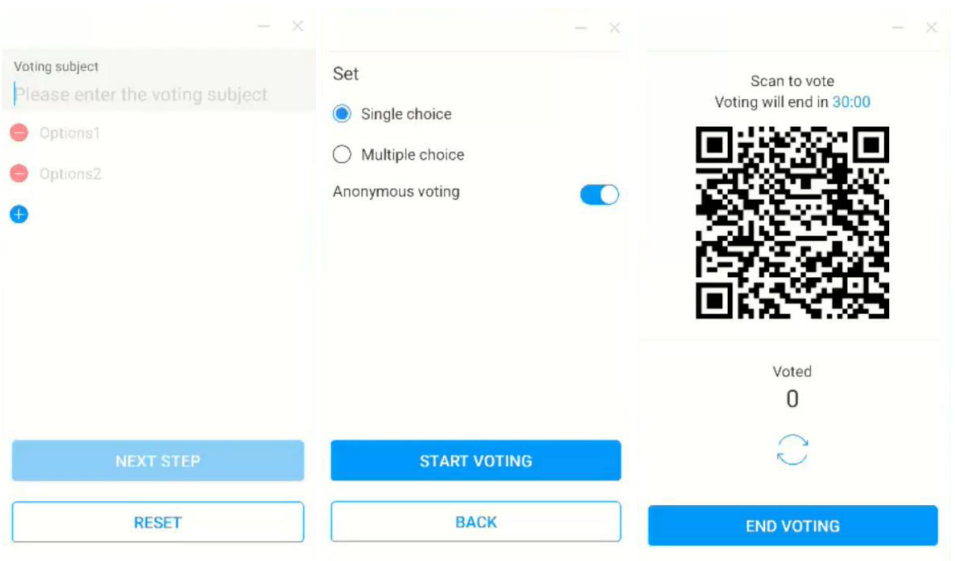 Voting subject
Please enter the voting subject
Options1
Options2
NEXT STEP
RESET
Set
Single choice
Multiple choice
Anonymous voting
START VOTING
BACK
Scan to vote
Voting will end in 30:00
Voted
0
END VOTING